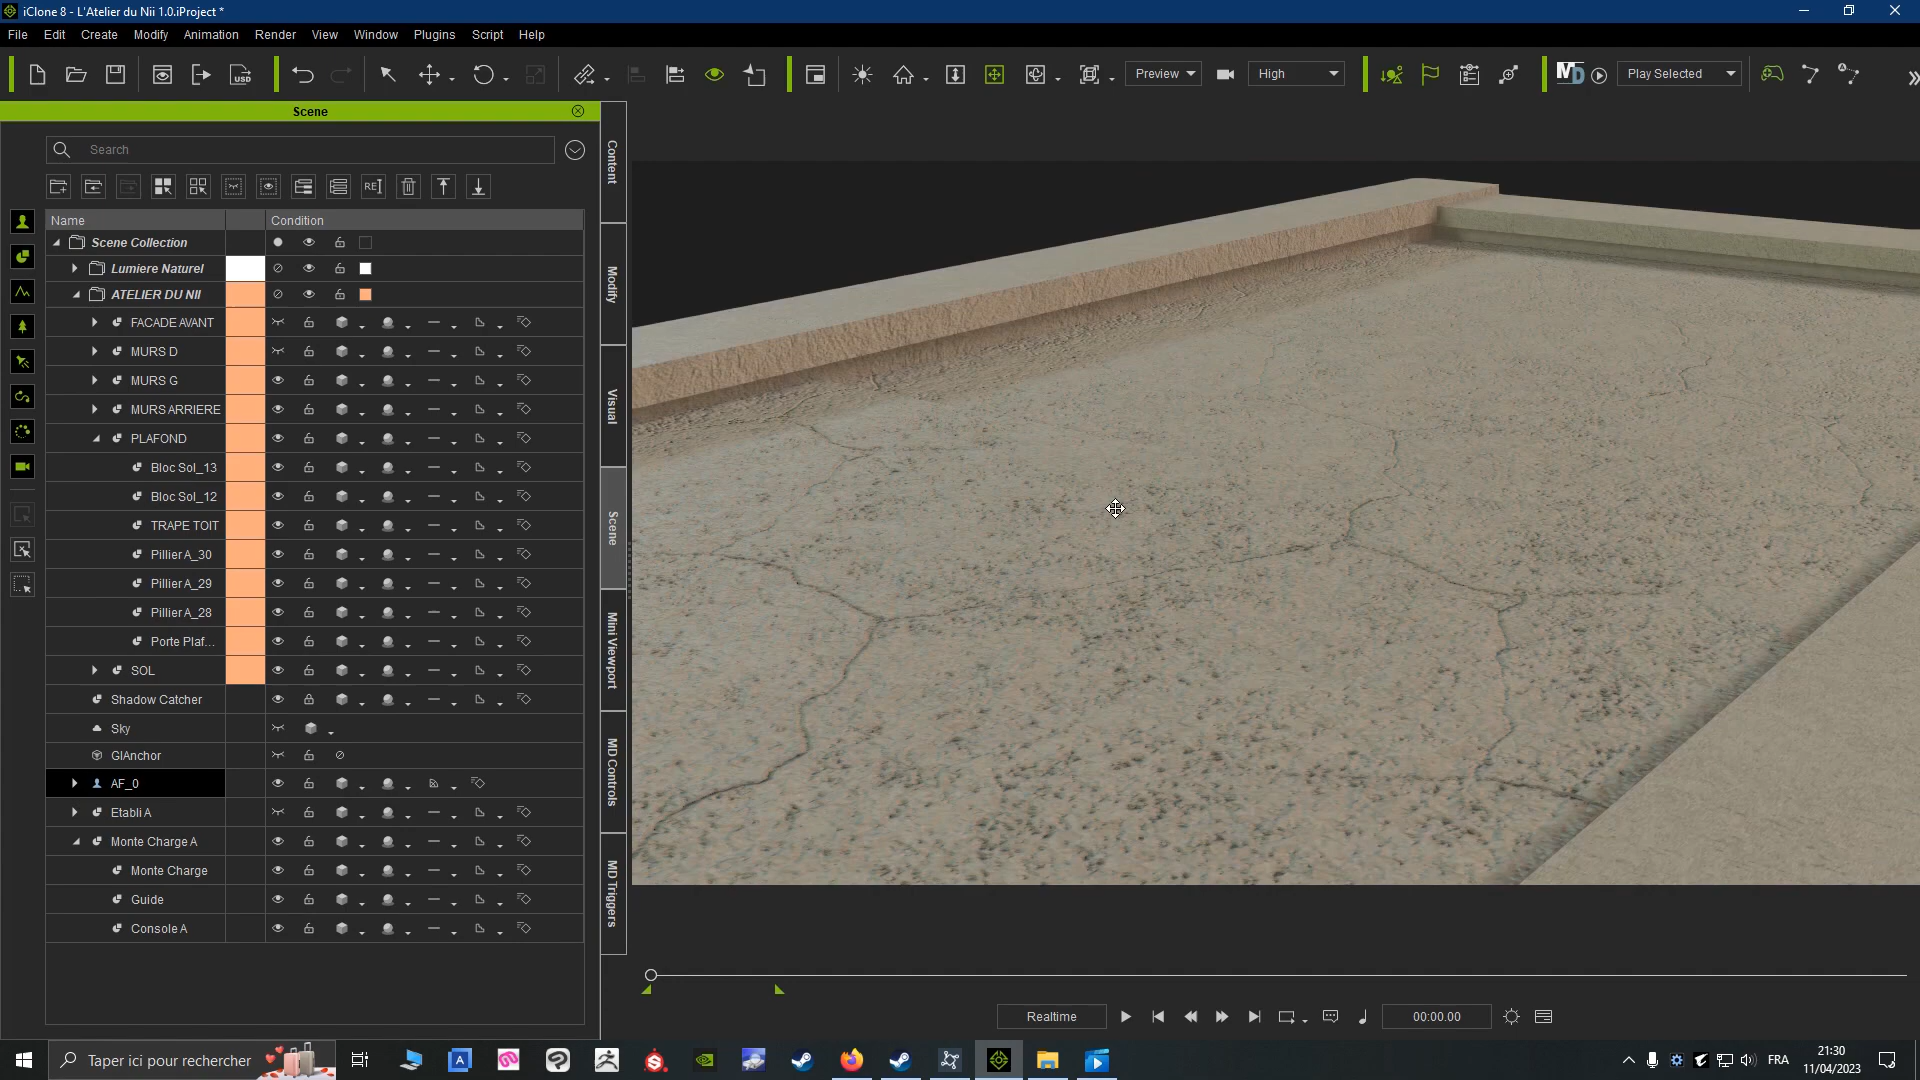 iClone 8 - L'Atelier du Nii 1.0.iProject *
File Edit Create Modify Animation Render View Window Plugins Script Help
USD Preview High MD Play Selected
Scene
Search
RE
Name Condition
Scene Collection
Lumiere Naturel
ATELIER DU NII
FACADE AVANT
MURS D
MURS G
MURS ARRIERE
PLAFOND
Bloc Sol_13
Bloc Sol_12
TRAPE TOIT
Pillier A_30
Pillier A_29
Pillier A_28
Porte Plaf...
SOL
Shadow Catcher
Sky
GIAnchor
AF_0
Etabli A
Monte Charge A
Monte Charge
Guide
Console A
Content
Modify
Visual
Scene
Mini Viewport
MD Controls
MD Triggers
Realtime 00:00.00
Taper ici pour rechercher
FRA
21:30
11/04/2023